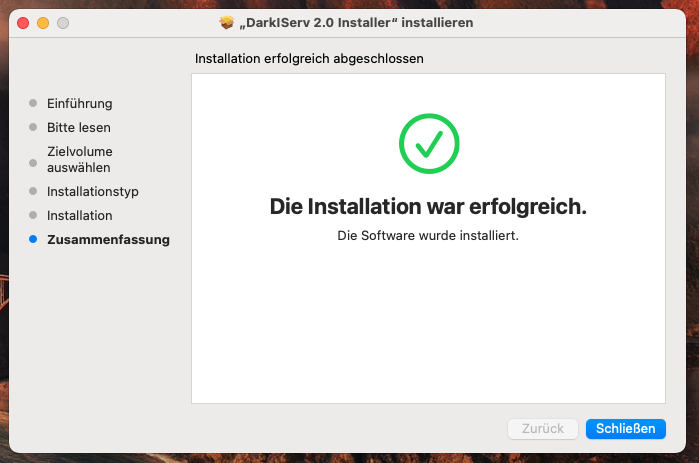 „DarkIServ 2.0 Installer“ installieren
Installation erfolgreich abgeschlossen
Einführung
Bitte lesen
Zielvolume
auswählen
Installationstyp
Installation
Zusammenfassung
Die Installation war erfolgreich.
Die Software wurde installiert.
Zurück
Schließen